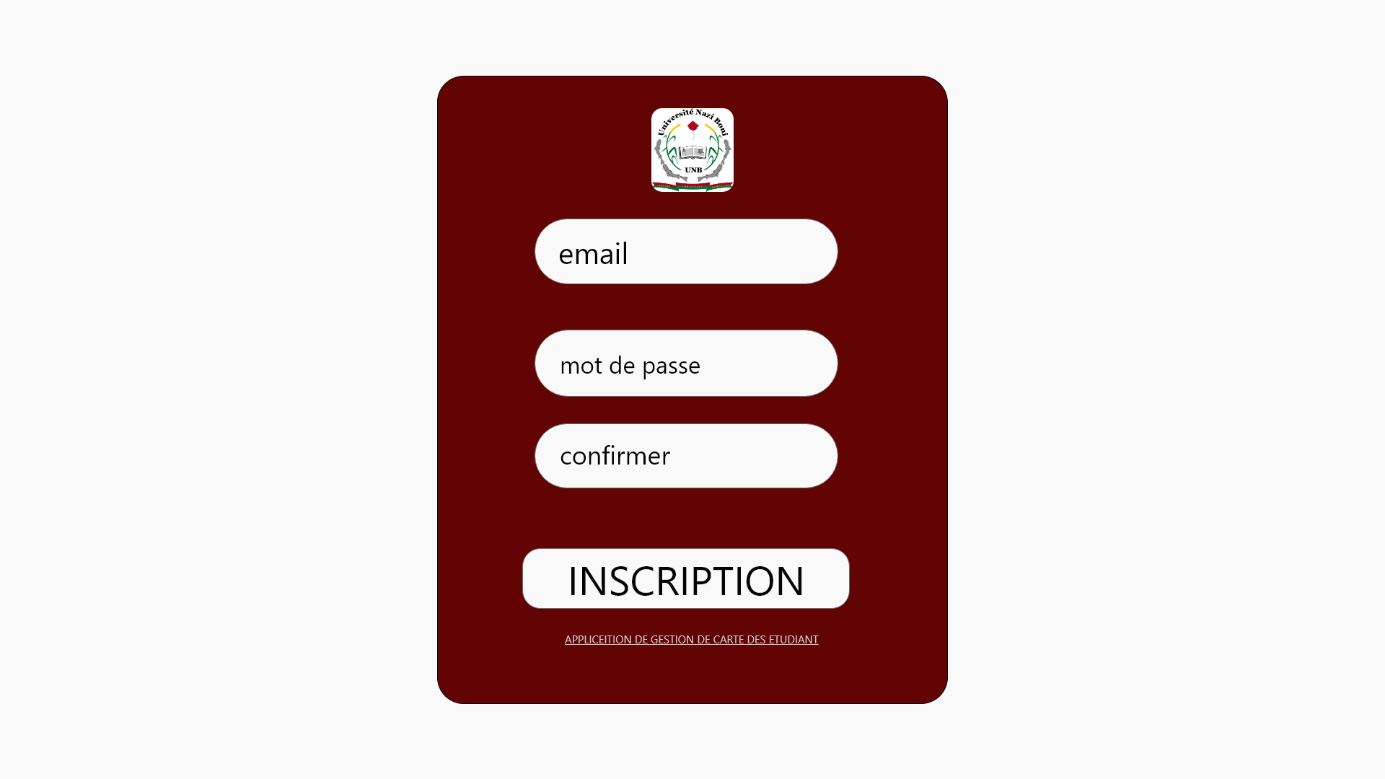 Université Nazi Boni
UNB
email
mot de passe
confirmer
INSCRIPTION
APPLICEITION DE GESTION DE CARTE DES ETUDIANT